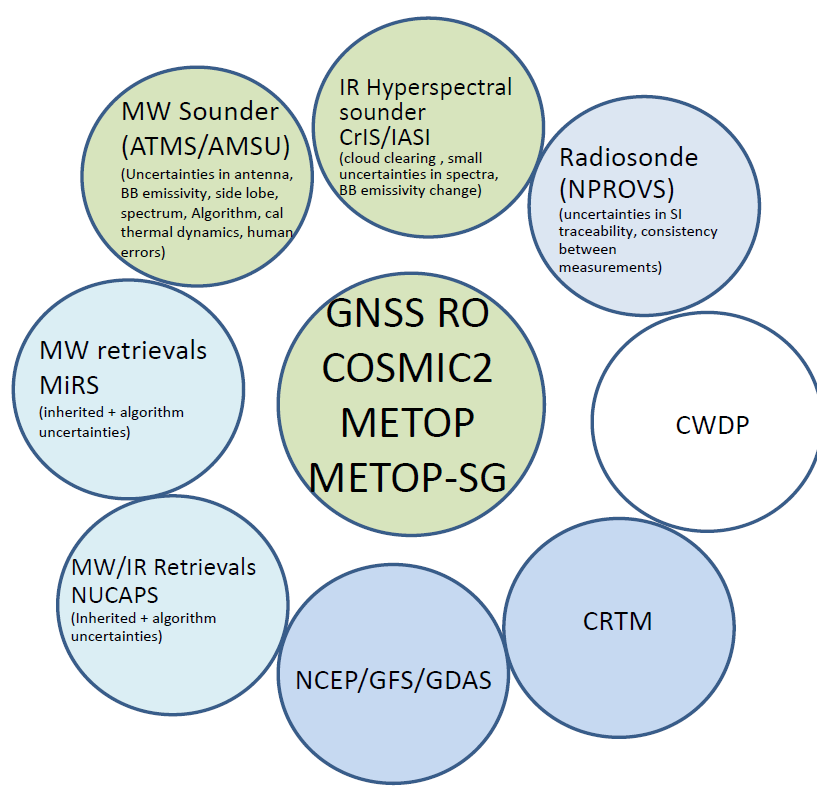 MW Sounder
(ATMS/AMSU)
(Uncertainties in antenna,
BB emissivity, side lobe,
spectrum, Algorithm, cal
thermal dynamics, human
errors)
IR Hyperspectral
sounder
CrIS/IASI
(cloud clearing , small
uncertainties in spectra,
BB emissivity change)
Radiosonde
(NPROVS)
(uncertainties in SI
traceability, consistency
between
measurements)
GNSS RO
COSMIC2
METOP
METOP-SG
MW retrievals
MiRS
(inherited + algorithm
uncertainties)
CWDP
MW/IR Retrievals
NUCAPS
(Inherited + algorithm
uncertainties)
CRTM
NCEP/GFS/GDAS